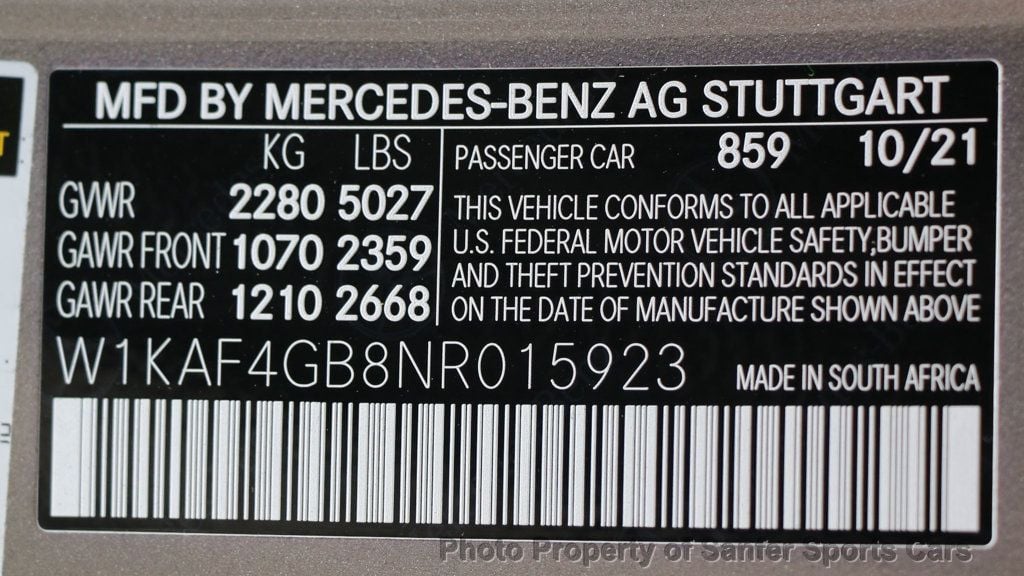 MFD BY MERCEDES-BENZ AG STUTTGART
KG LBS
GVWR 2280 5027
GAWR FRONT 1070 2359
GAWR REAR 1210 2668
PASSENGER CAR 859 10/21
THIS VEHICLE CONFORMS TO ALL APPLICABLE
U.S. FEDERAL MOTOR VEHICLE SAFETY,BUMPER
AND THEFT PREVENTION STANDARDS IN EFFECT
ON THE DATE OF MANUFACTURE SHOWN ABOVE
W1KAF4GB8NR015923
MADE IN SOUTH AFRICA
Photo Property of Sanfer Sports Cars